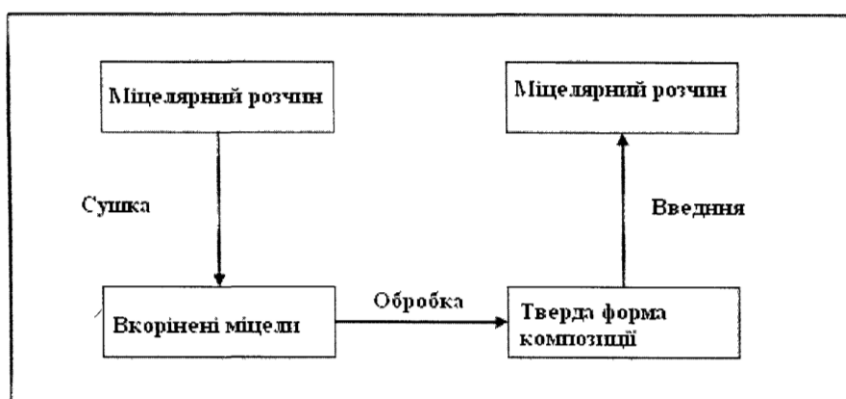 Міцелярний розчин
Міцелярний розчин
Сушка
Введння
Обробка
Вкорінені міцели
Тверда форма
композиції